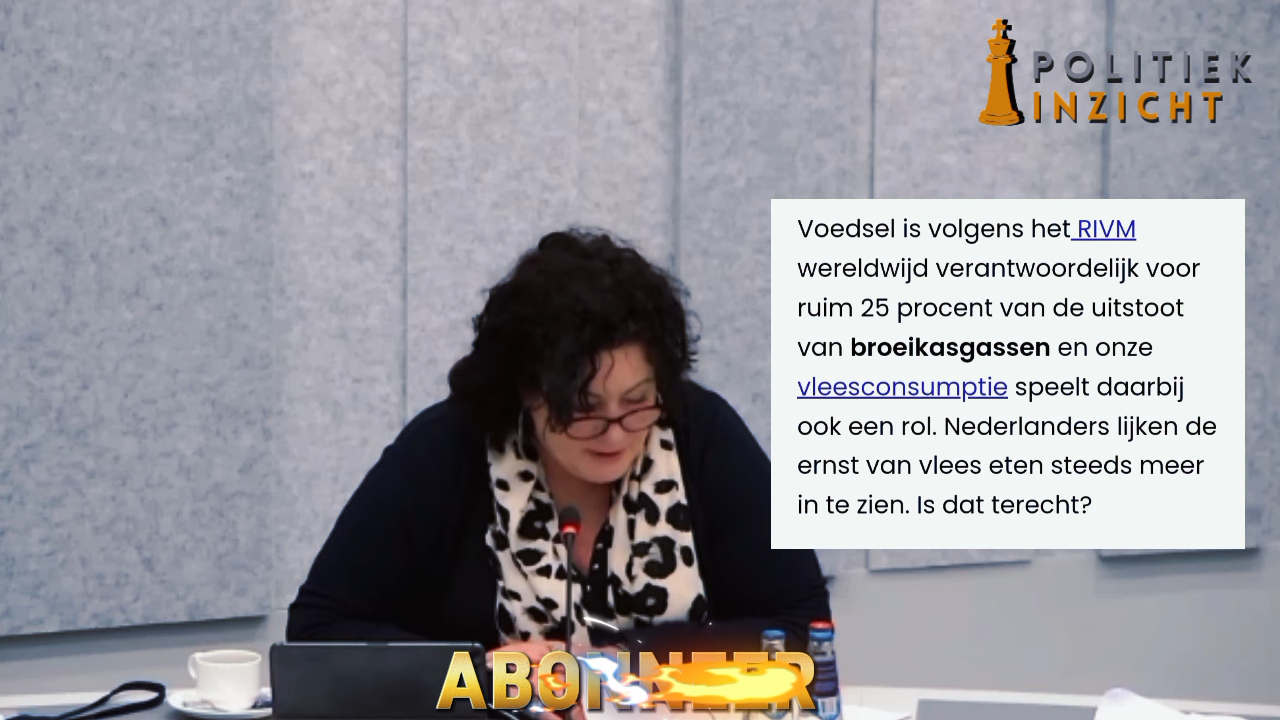 POLITIEK
INZICHT
Voedsel is volgens het RIVM
wereldwijd verantwoordelijk voor
ruim 25 procent van de uitstoot
van broeikasgassen en onze
vleesconsumptie speelt daarbij
ook een rol. Nederlanders lijken de
ernst van vlees eten steeds meer
in te zien. Is dat terecht?
ABONNEER